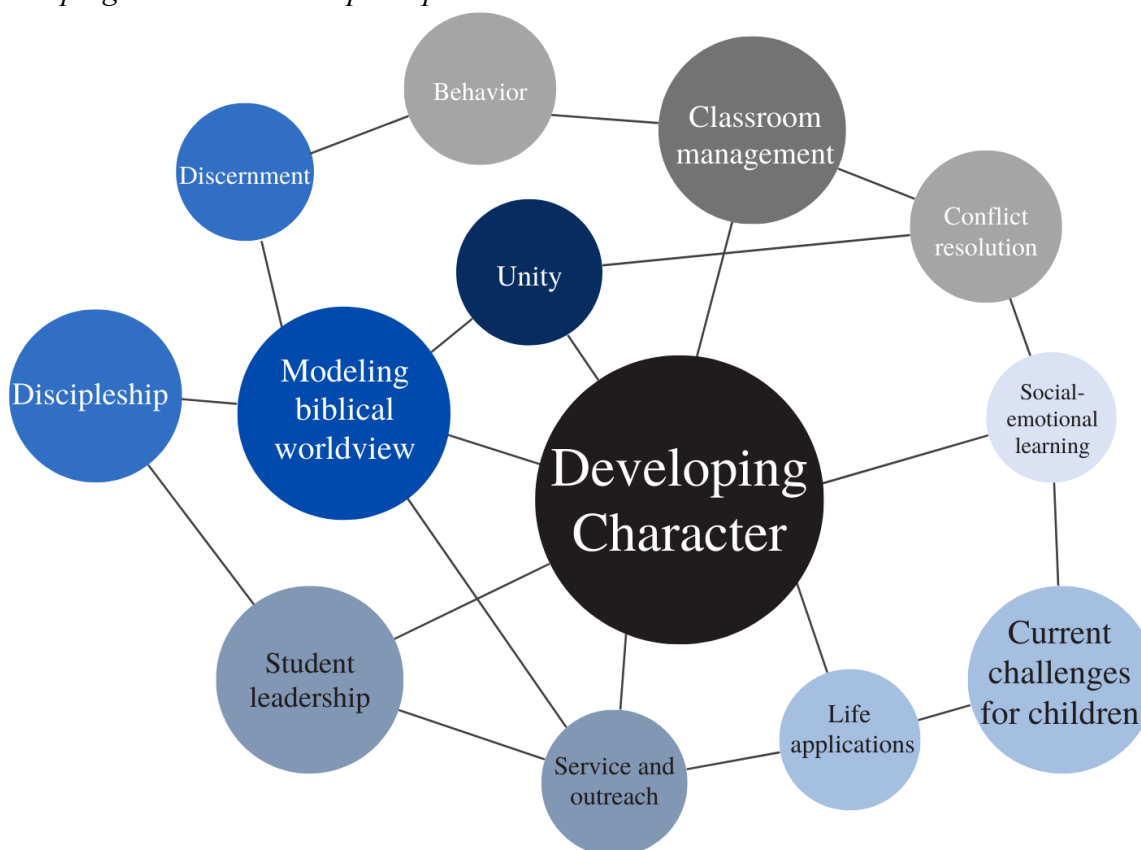 Behavior
Classroom
management
Discernment
Conflict
resolution
Unity
Modeling
biblical
worldview
Discipleship
Social-
emotional
learning
Developing
Character
Student
leadership
Current
challenges
for children
Life
applications
Service and
outreach